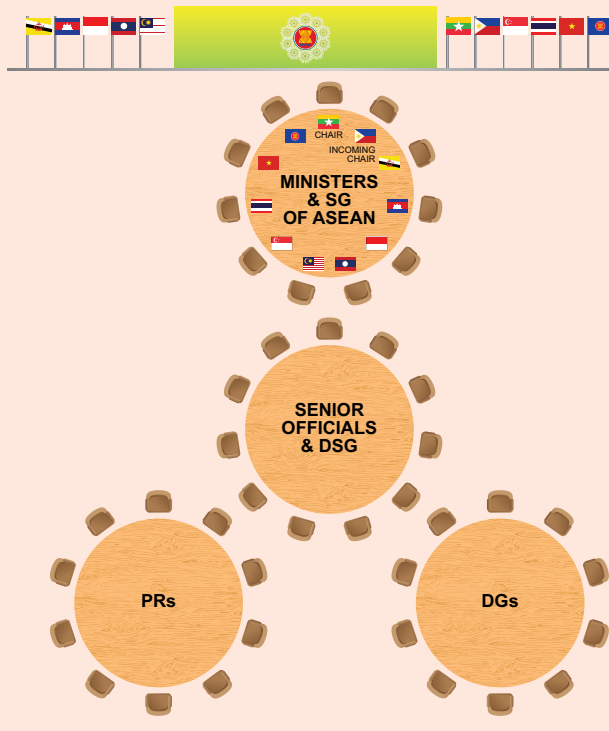 CHAIR
INCOMING
CHAIR
MINISTERS
& SG
OF ASEAN
SENIOR
OFFICIALS
& DSG
PRs
DGs